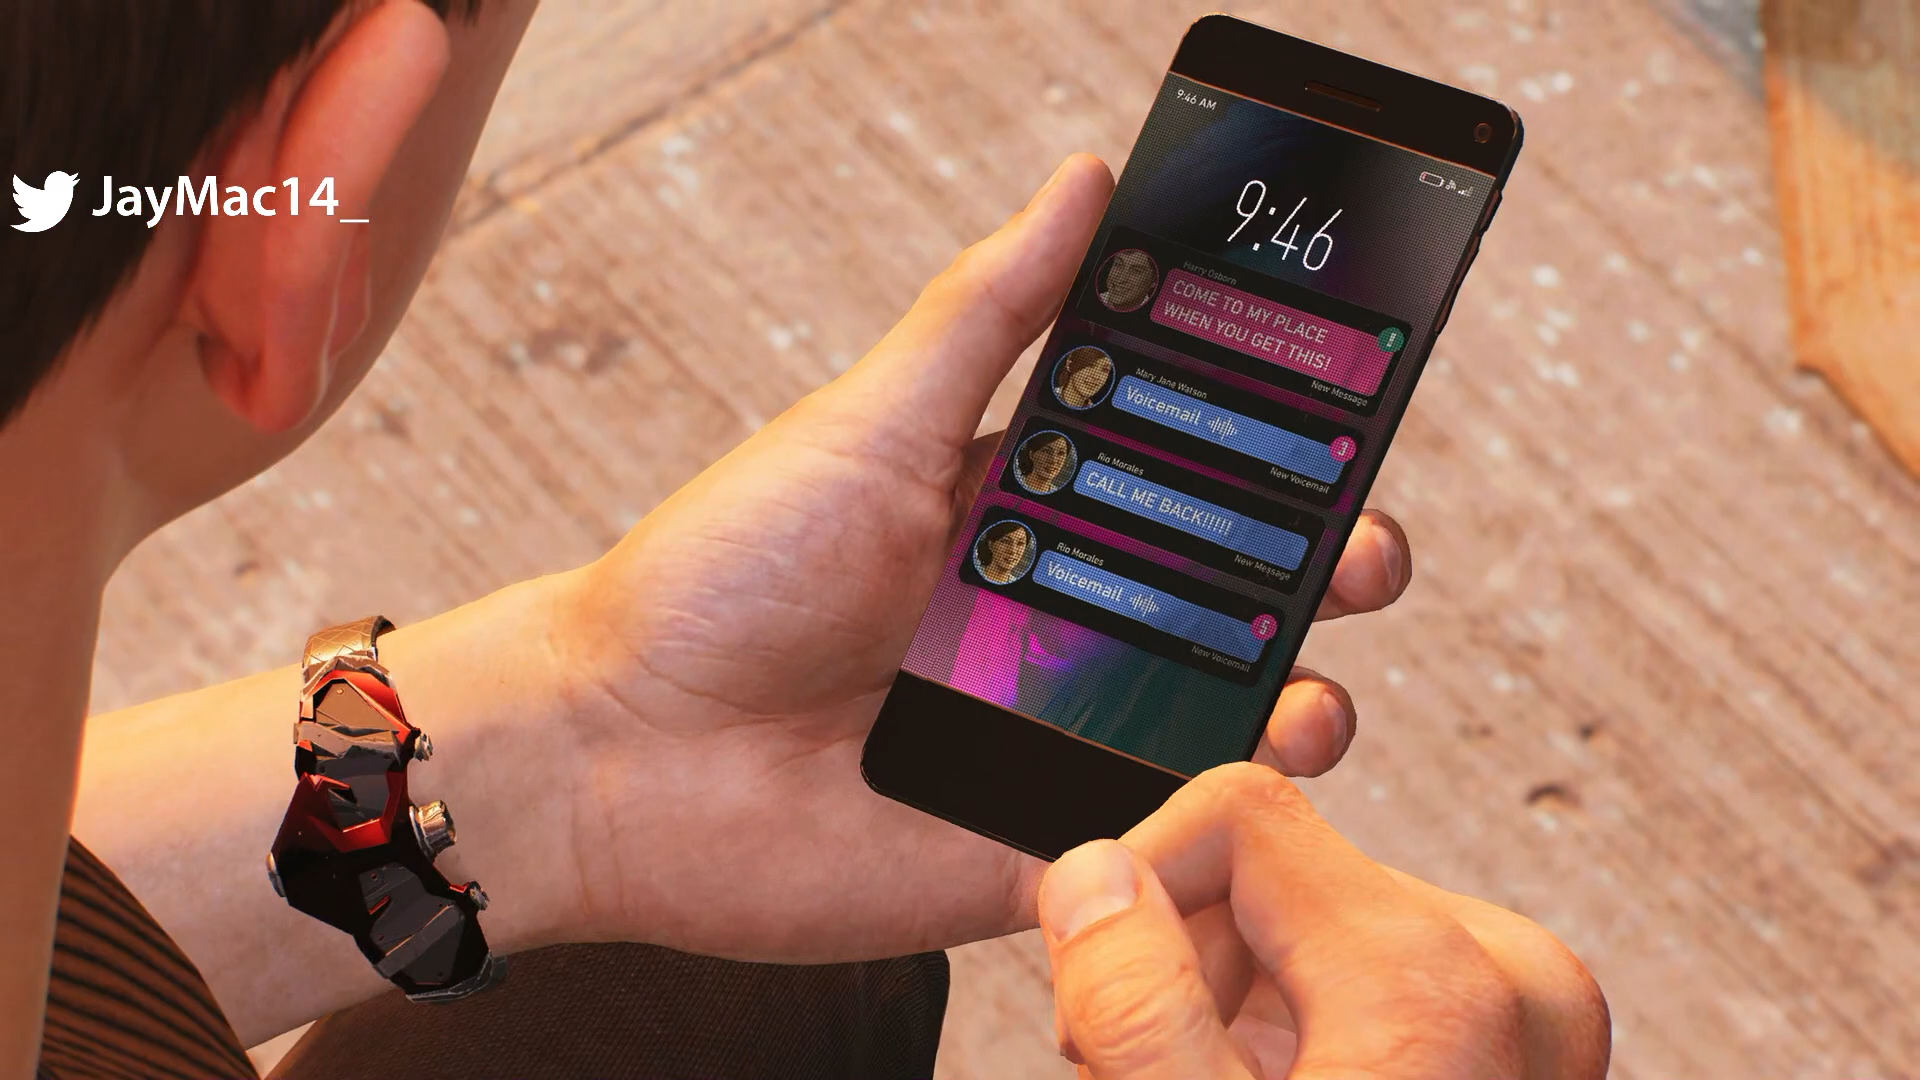 JayMac14_
9:46 AM
9:46
Harry Osborn
COME TO MY PLACE
WHEN YOU GET THIS!
!
New Message
Mary Jane Watson
Voicemail
3
New Voicemail
Rio Morales
CALL ME BACK!!!!!
New Message
Rio Morales
Voicemail
5
New Voicemail